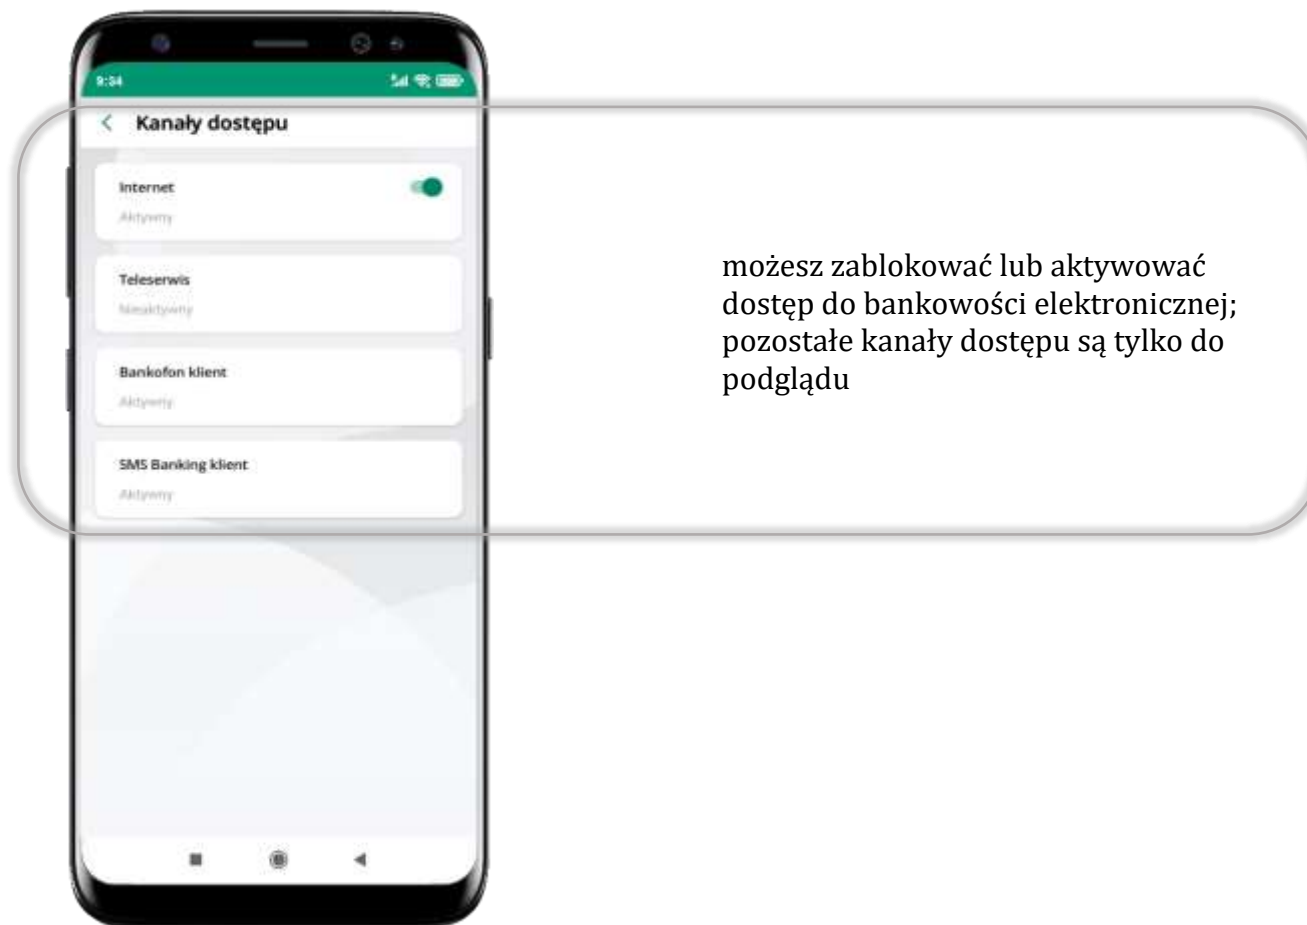 9:54
Kanały dostępu
Internet
Aktywny
Teleserwis
Nieaktywny
Bankofon klient
Aktywny
SMS Banking klient
Aktywny
możesz zablokować lub aktywować
dostęp do bankowości elektronicznej;
pozostałe kanały dostępu są tylko do
podglądu